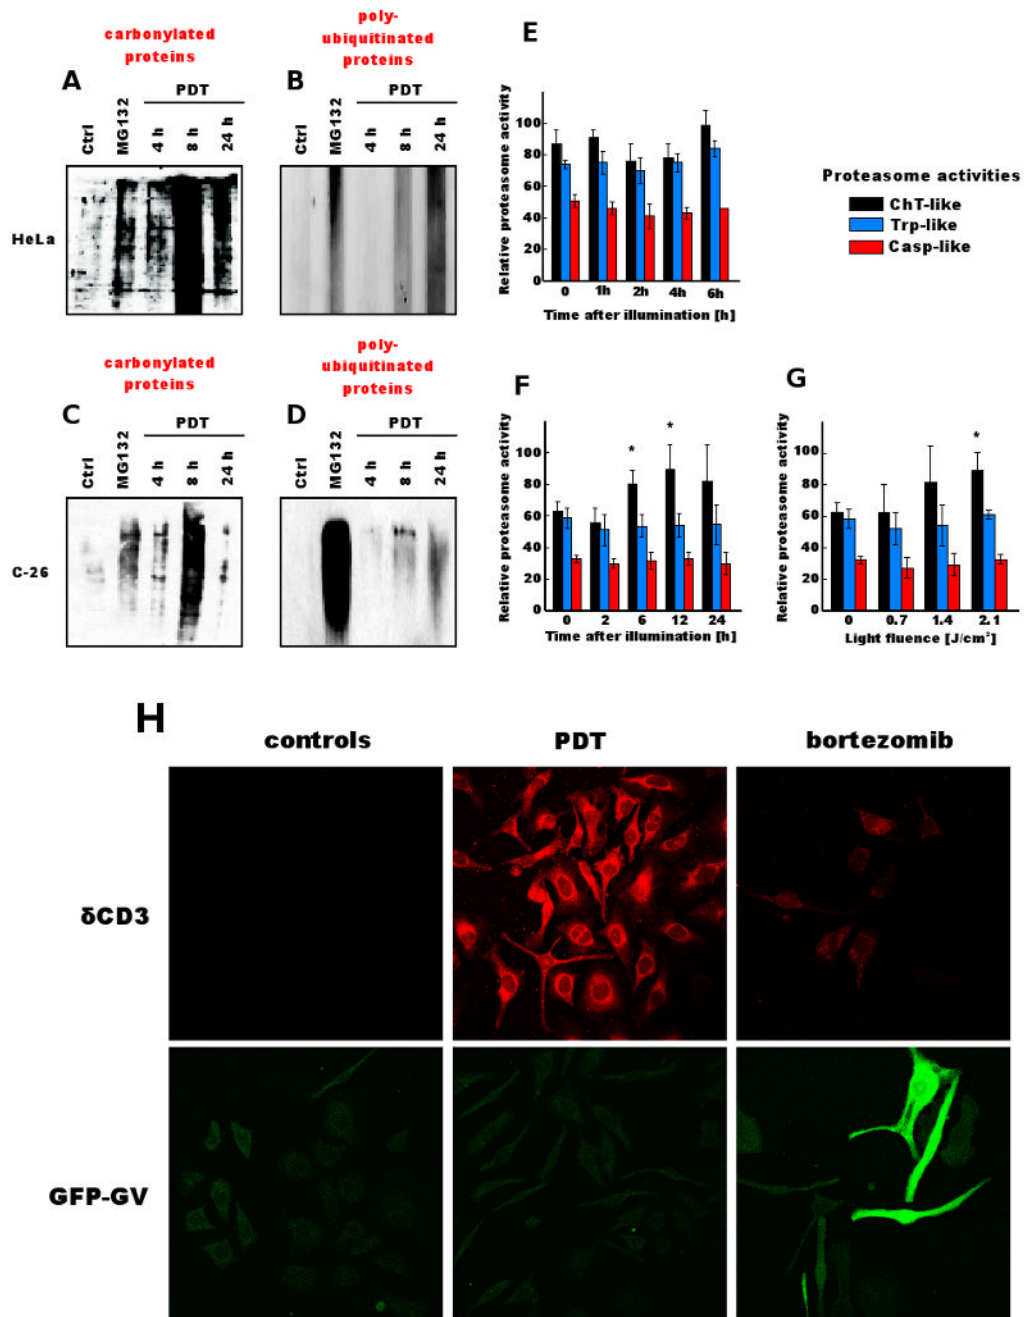 carbonylated
proteins
A
PDT
Ctrl
MG132
4 h
8 h
24 h
HeLa
poly-
ubiquitinated
proteins
B
PDT
Ctrl
MG132
4 h
8 h
24 h
E
Relative proteasome activity
100
80
60
40
20
0
0
1h
2h
4h
6h
Time after illumination [h]
Proteasome activities
ChT-like
Trp-like
Casp-like
carbonylated
proteins
C
PDT
Ctrl
MG132
4 h
8 h
24 h
C-26
poly-
ubiquitinated
proteins
D
PDT
Ctrl
MG132
4 h
8 h
24 h
F
Relative proteasome activity
100
80
60
40
20
0
* *
0
2
6
12
24
Time after illumination [h]
G
Relative proteasome activity
100
80
60
40
20
0
*
0
0.7
1.4
2.1
Light fluence [J/cm²]
H
controls
PDT
bortezomib
δCD3
GFP-GV